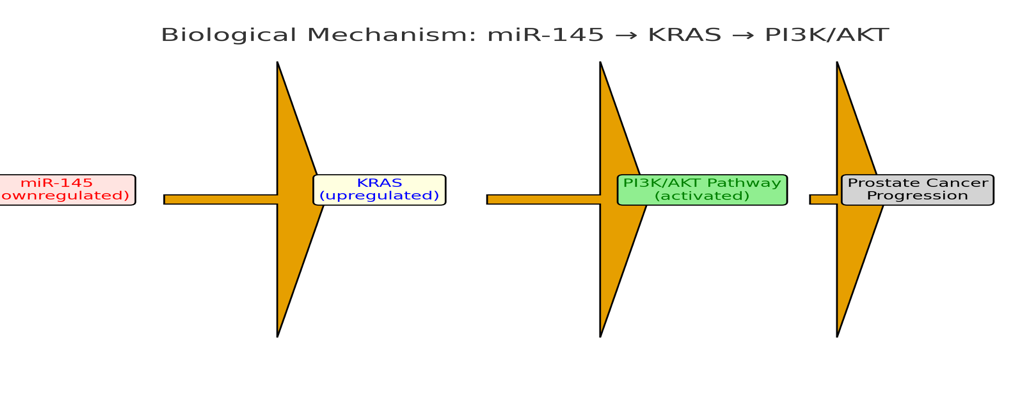 Biological Mechanism: miR-145 → KRAS → PI3K/AKT
miR-145
ownregulated)
KRAS
(upregulated)
PI3K/AKT Pathway
(activated)
Prostate Cancer
Progression